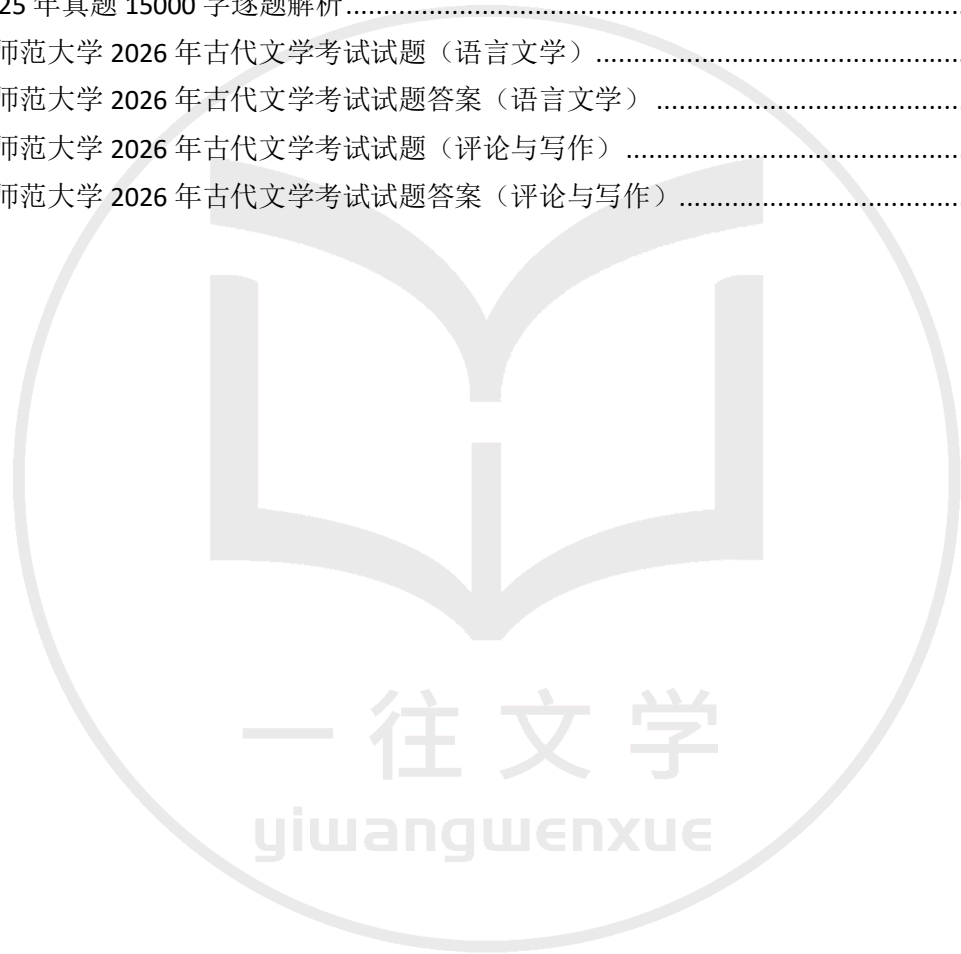 25 年真题 15000 字逐题解析........................................................................
师范大学 2026 年古代文学考试试题（语言文学）............................................
师范大学 2026 年古代文学考试试题答案（语言文学）....................................
师范大学 2026 年古代文学考试试题（评论与写作）........................................
师范大学 2026 年古代文学考试试题答案（评论与写作）.................................
一往文学
yiwangwenxue